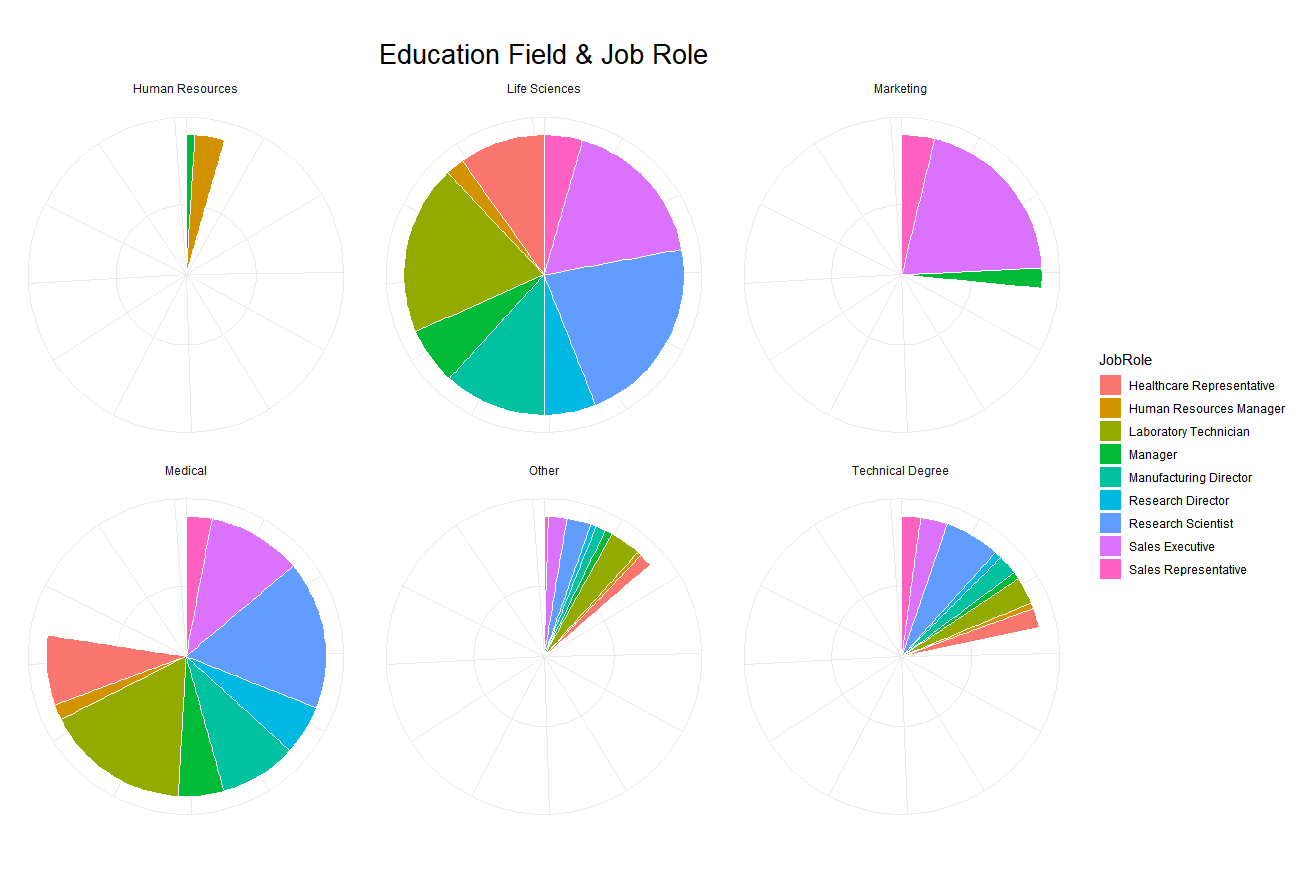 Education Field & Job Role
Human Resources
Life Sciences
Marketing
Medical
Other
Technical Degree
JobRole
Healthcare Representative
Human Resources Manager
Laboratory Technician
Manager
Manufacturing Director
Research Director
Research Scientist
Sales Executive
Sales Representative